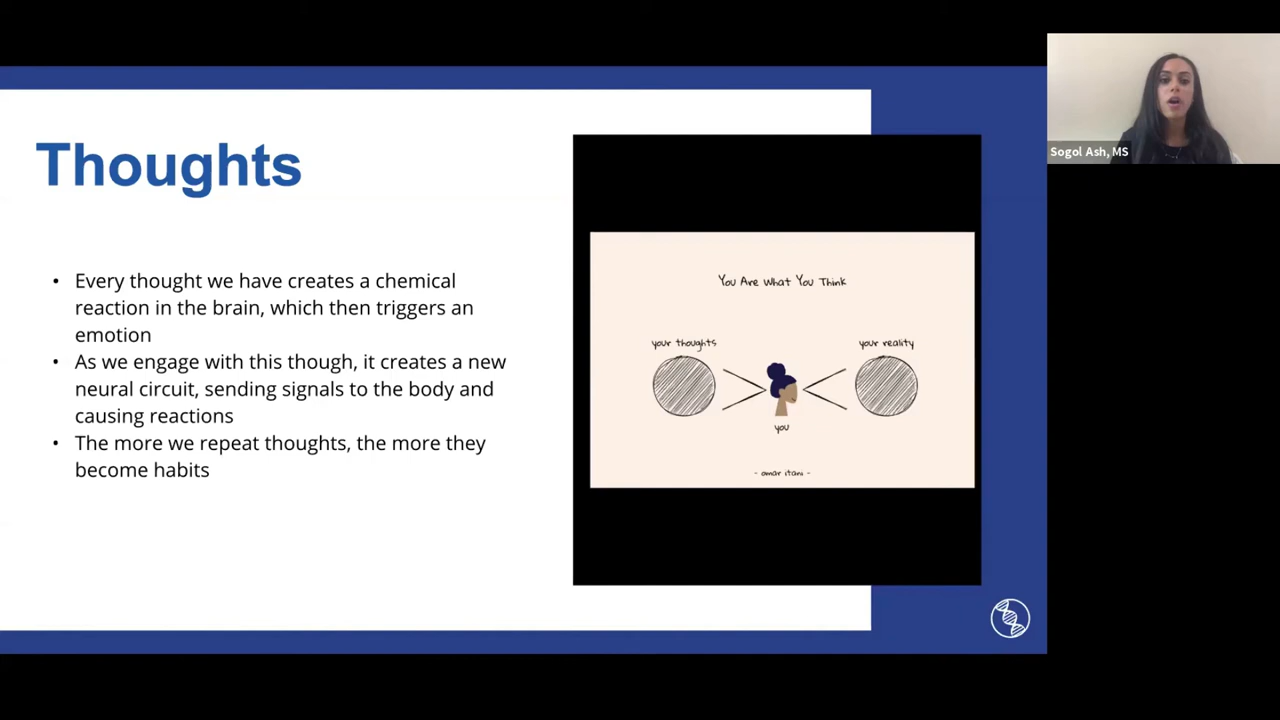 Thoughts
• Every thought we have creates a chemical
reaction in the brain, which then triggers an
emotion
• As we engage with this though, it creates a new
neural circuit, sending signals to the body and
causing reactions
• The more we repeat thoughts, the more they
become habits
You Are What You Think
your thoughts
your reality
you
- omar itani -
Sogol Ash, MS